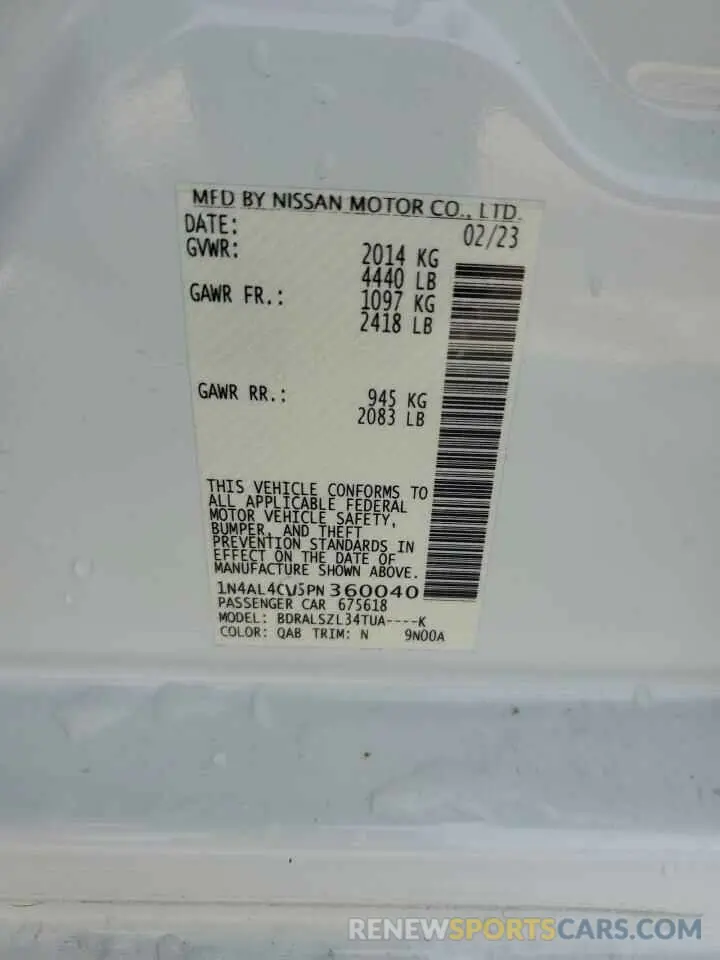 MFD BY NISSAN MOTOR CO., LTD.
DATE: 02/23
GVWR: 2014 KG
4440 LB
GAWR FR.: 1097 KG
2418 LB
GAWR RR.: 945 KG
2083 LB
THIS VEHICLE CONFORMS TO
ALL APPLICABLE FEDERAL
MOTOR VEHICLE SAFETY,
BUMPER, AND THEFT
PREVENTION STANDARDS IN
EFFECT ON THE DATE OF
MANUFACTURE SHOWN ABOVE.
1N4AL4CV5PN360040
PASSENGER CAR 675618
MODEL: BDRALSZL34TUA----K
COLOR: QAB TRIM: N 9N00A
RENEWSPORTSCARS.COM